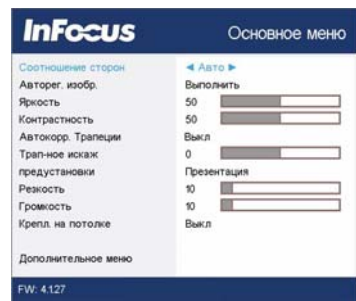 InFocus Основное меню
Соотношение сторон ◄ Авто ►
Авторег. изобр. Выполнить
Яркость 50
Контрастность 50
Автокорр. Трапеции Выкл
Трап-ное искаж 0
предустановки Презентация
Резкость 10
Громкость 10
Крепл. на потолке Выкл
Дополнительное меню
FW: 4.1.27